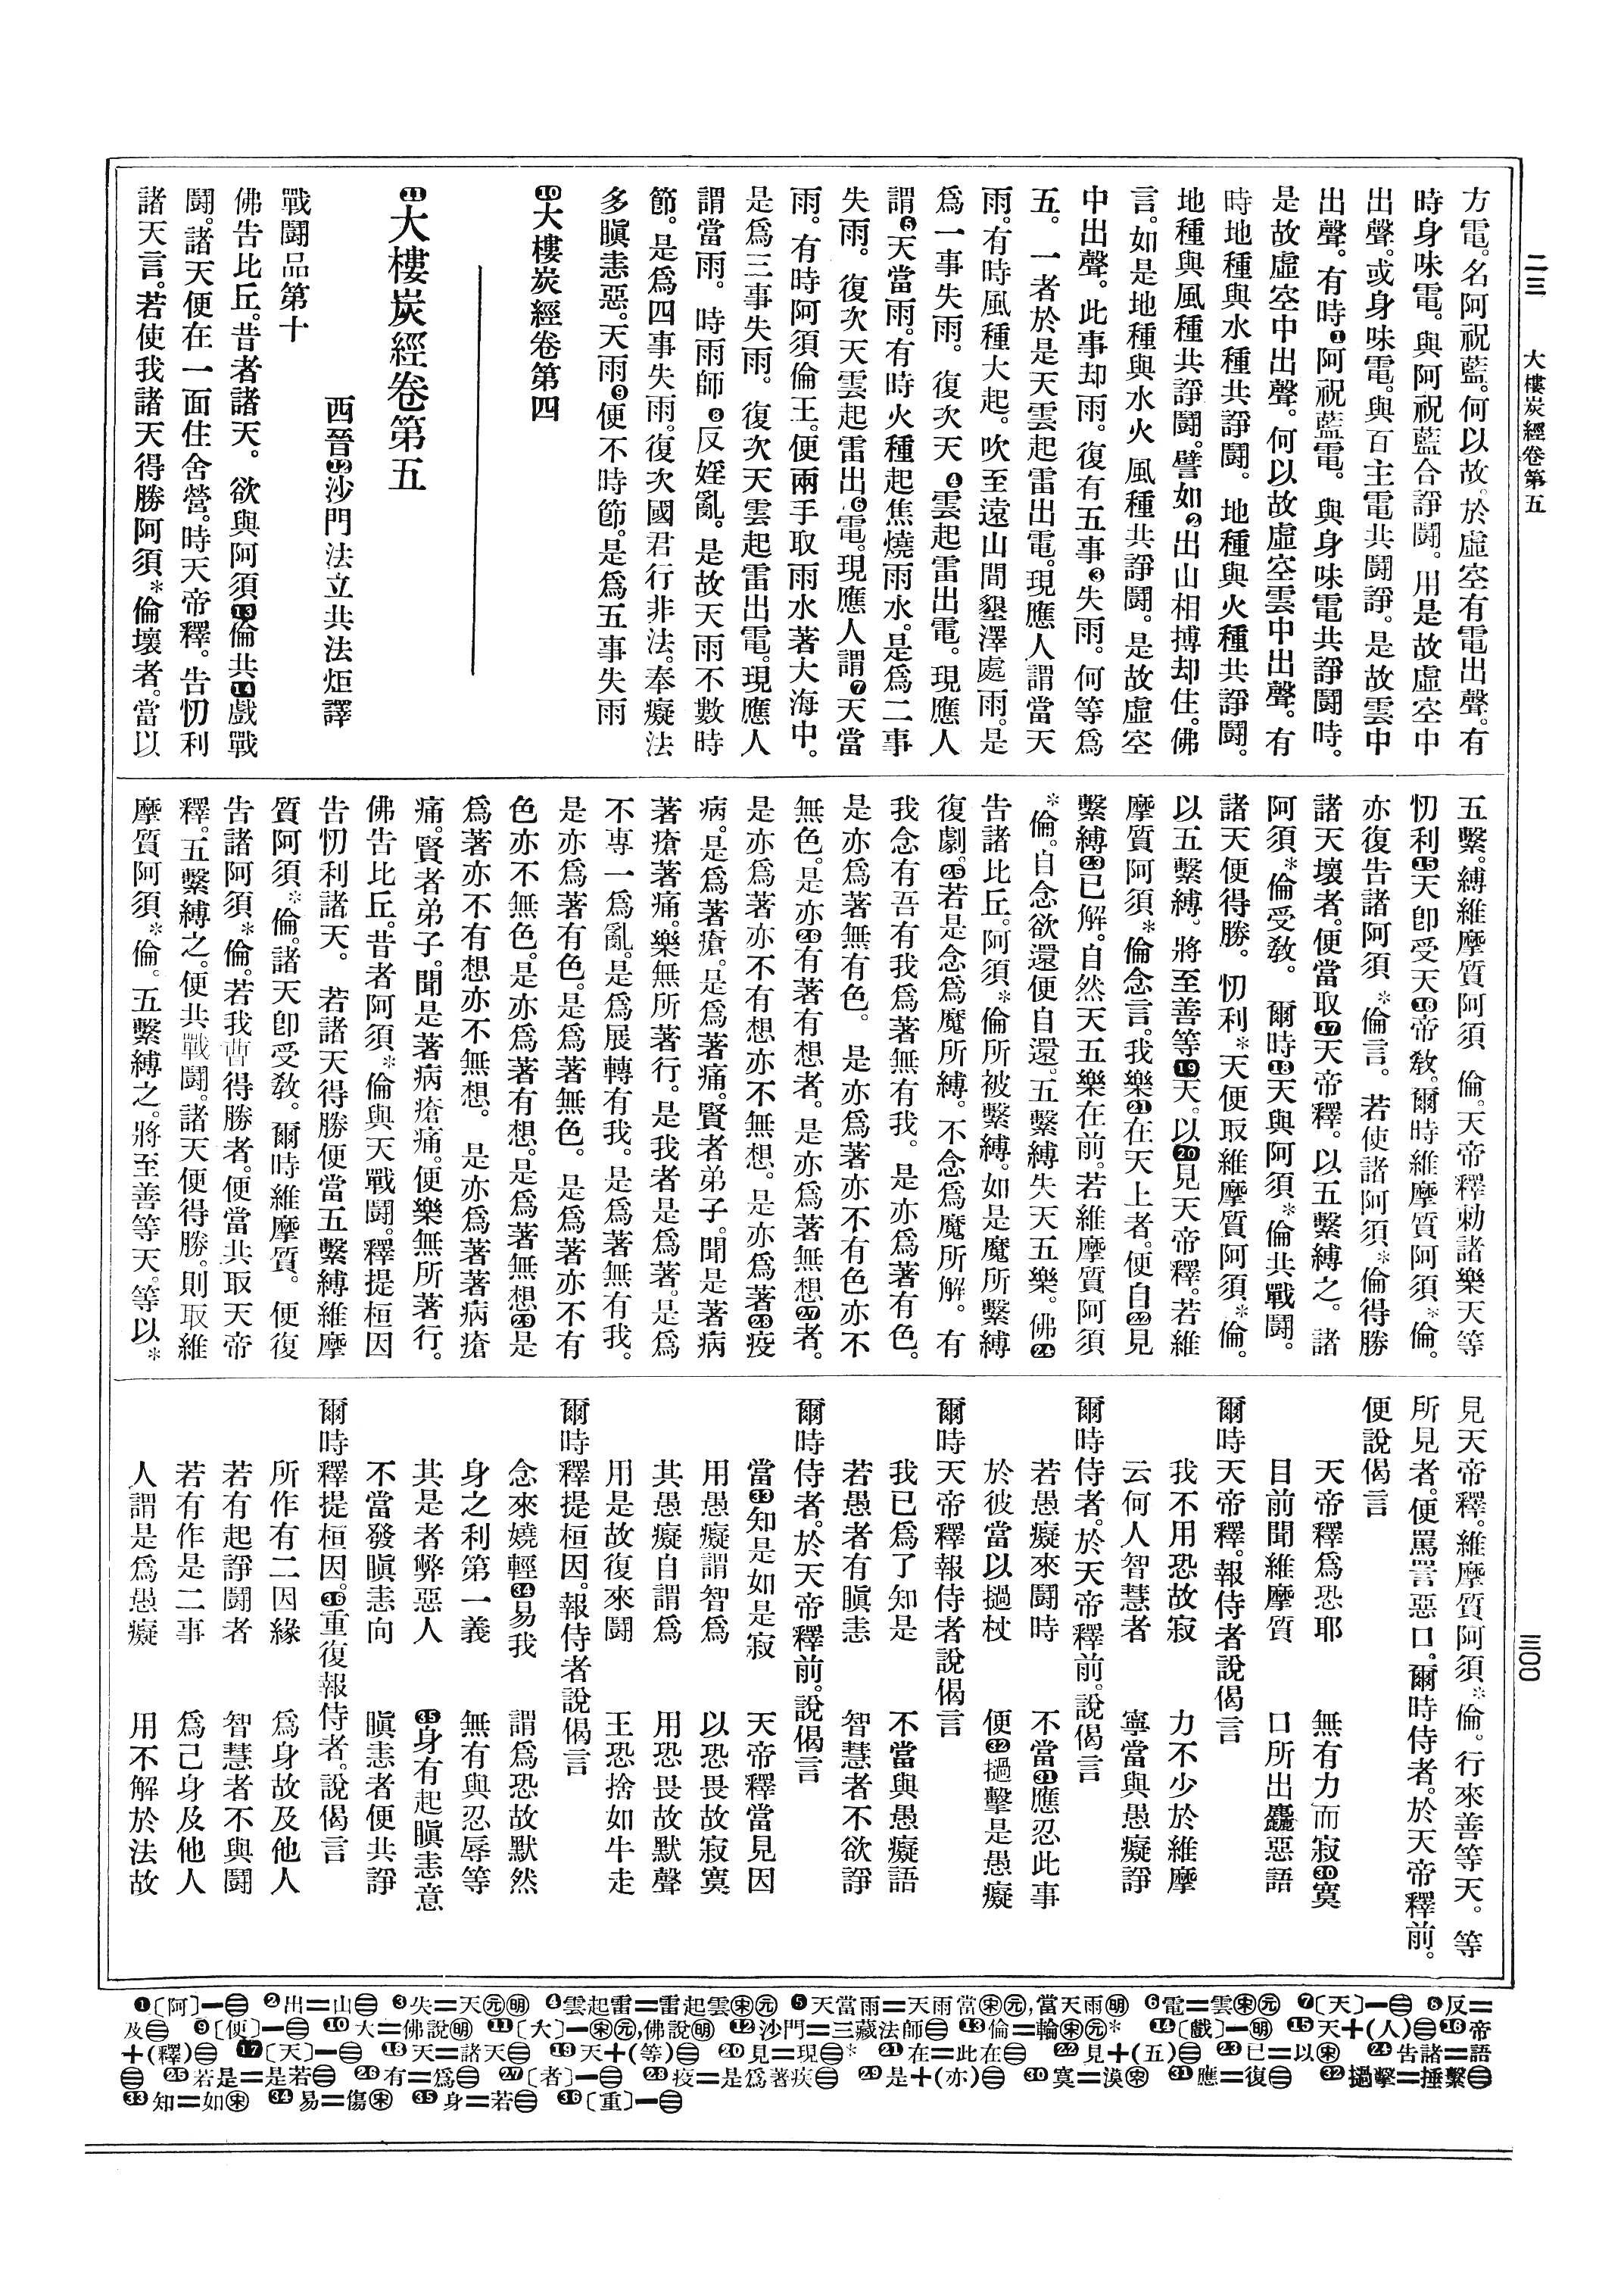 二三　大樓炭經卷第五　三〇〇
方電。名阿祝藍。何以故。於虛空有電出聲。有
時身味電。與阿祝藍合諍鬪。用是故虛空中
出聲。或身味電。與百主電共鬪諍。是故雲中
出聲。有時❶阿祝藍電。與身味電共諍鬪時。
是故虛空中出聲。何以故虛空雲中出聲。有
時地種與水種共諍鬪。地種與火種共諍鬪。
地種與風種共諍鬪。譬如❷出山相搏却住。佛
言。如是地種與水火風種共諍鬪。是故虛空
中出聲。此事却雨。復有五事❸失雨。何等爲
五。一者於是天雲起雷出電。現應人謂當天
雨。有時風種大起。吹至遠山間墾澤處雨。是
爲一事失雨。復次天❹雲起雷出電。現應人
謂❺天當雨。有時火種起焦燒雨水。是爲二事
失雨。復次天雲起雷出❻電。現應人謂❼天當
雨。有時阿須倫王。便兩手取雨水著大海中。
是爲三事失雨。復次天雲起雷出電。現應人
謂當雨。時雨師❽反婬亂。是故天雨不數時
節。是爲四事失雨。復次國君行非法。奉癡法
多瞋恚惡。天雨❾便不時節。是爲五事失雨
❿大樓炭經卷第四
⓫大樓炭經卷第五
西晉⓬沙門法立共法炬譯
戰鬪品第十
佛告比丘。昔者諸天。欲與阿須⓭倫共⓮戲戰
鬪。諸天便在一面住舍營。時天帝釋。告忉利
諸天言。若使我諸天得勝阿須*倫壞者。當以
五繫。縛維摩質阿須倫。天帝釋勅諸樂天等
忉利⓯天卽受天⓰帝敎。爾時維摩質阿須*倫。
亦復告諸阿須*倫言。若使諸阿須*倫得勝
諸天壞者。便當取⓱天帝釋。以五繫縛之。諸
阿須*倫受敎。爾時⓲天與阿須*倫共戰鬪。
諸天便得勝。忉利*天便取維摩質阿須*倫。
以五繫縛。將至善等⓳天。以⓴見天帝釋。若維
摩質阿須*倫念言。我樂㉑在天上者。便自㉒見
繫縛㉓已解。自然天五樂在前。若維摩質阿須
*倫。自念欲還便自還。五繫縛失天五樂。佛㉔
告諸比丘。阿須*倫所被繫縛。如是魔所繫縛
復劇。㉕若是念爲魔所縛。不念爲魔所解。有
我念有吾有我爲著無有我。是亦爲著有色。
是亦爲著無有色。是亦爲著亦不有色亦不
無色。是亦㉖有著有想者。是亦爲著無想㉗者。
是亦爲著亦不有想亦不無想。是亦爲著㉘疫
病。是爲著瘡。是爲著痛。賢者弟子。聞是著病
著瘡著痛。樂無所著行。是我者是爲著。是爲
不專一爲亂。是爲展轉有我。是爲著無有我。
是亦爲著有色。是爲著無色。是爲著亦不有
色亦不無色。是亦爲著有想。是爲著無想㉙是
爲著亦不有想亦不無想。是亦爲著著病瘡
痛。賢者弟子。聞是著病瘡痛。便樂無所著行。
佛告比丘。昔者阿須*倫與天戰鬪。釋提桓因
告忉利諸天。若諸天得勝便當五繫縛維摩
質阿須*倫。諸天卽受敎。爾時維摩質。便復
告諸阿須*倫。若我曹得勝者。便當共取天帝
釋。五繫縛之。便共戰鬪。諸天便得勝。則取維
摩質阿須*倫。五繫縛之。將至善等天。等以*
見天帝釋。維摩質阿須*倫。行來善等天。等
所見者。便罵詈惡口。爾時侍者。於天帝釋前。
便說偈言
天帝釋爲恐耶　無有力而寂㉚寞
目前聞維摩質　口所出麤惡語
爾時天帝釋。報侍者說偈言
我不用恐故寂　力不少於維摩
云何人智慧者　寧當與愚癡諍
爾時侍者。於天帝釋前。說偈言
若愚癡來鬪時　不當㉛應忍此事
於彼當以撾杖　便㉜撾擊是愚癡
爾時天帝釋報侍者說偈言
我已爲了知是　不當與愚癡語
若愚者有瞋恚　智慧者不欲諍
爾時侍者。於天帝釋前。說偈言
當㉝知是如是寂　天帝釋當見因
用愚癡謂智爲　以恐畏故寂寞
其愚癡自謂爲　用恐畏故默聲
用是故復來鬪　王恐捨如牛走
爾時釋提桓因。報侍者說偈言
念來嬈輕㉞易我　謂爲恐故默然
身之利第一義　無有與忍辱等
其是者弊惡人　㉟身有起瞋恚意
不當發瞋恚向　瞋恚者便共諍
爾時釋提桓因。㊱重復報侍者。說偈言
所作有二因緣　爲身故及他人
若有起諍鬪者　智慧者不與鬪
若有作是二事　爲己身及他人
人謂是爲愚癡　用不解於法故
❶〔阿〕－㊂　❷出＝山㊂　❸失＝天㊋㊐　❹雲起雷＝雷起雲㊍㊋　❺天當雨＝天雨當㊍㊋,當天雨㊐　❻電＝雲㊍㊋　❼〔天〕－㊂　❽反＝
及㊂　❾〔便〕－㊂　❿大＝佛說㊐　⓫〔大〕－㊍㊋,佛說㊐　⓬沙門＝三藏法師㊂　⓭倫＝輪㊍㊋*　⓮〔戲〕－㊐　⓯天＋(人)㊂　⓰帝
＋(釋)㊂　⓱〔天〕－㊂　⓲天＝諸天㊂　⓳天＋(等)㊂　⓴見＝現㊂*　㉑在＝此在㊂　㉒見＋(五)㊂　㉓已＝以㊍　㉔告諸＝語
㊂　㉕若是＝是若㊂　㉖有＝爲㊂　㉗〔者〕－㊂　㉘疫＝是爲著疾㊂　㉙是＋(亦)㊂　㉚寞＝漠㊍　㉛應＝復㊂　㉜撾擊＝捶繫㊂
㉝知＝如㊍　㉞易＝傷㊍　㉟身＝若㊂　㊱〔重〕－㊂